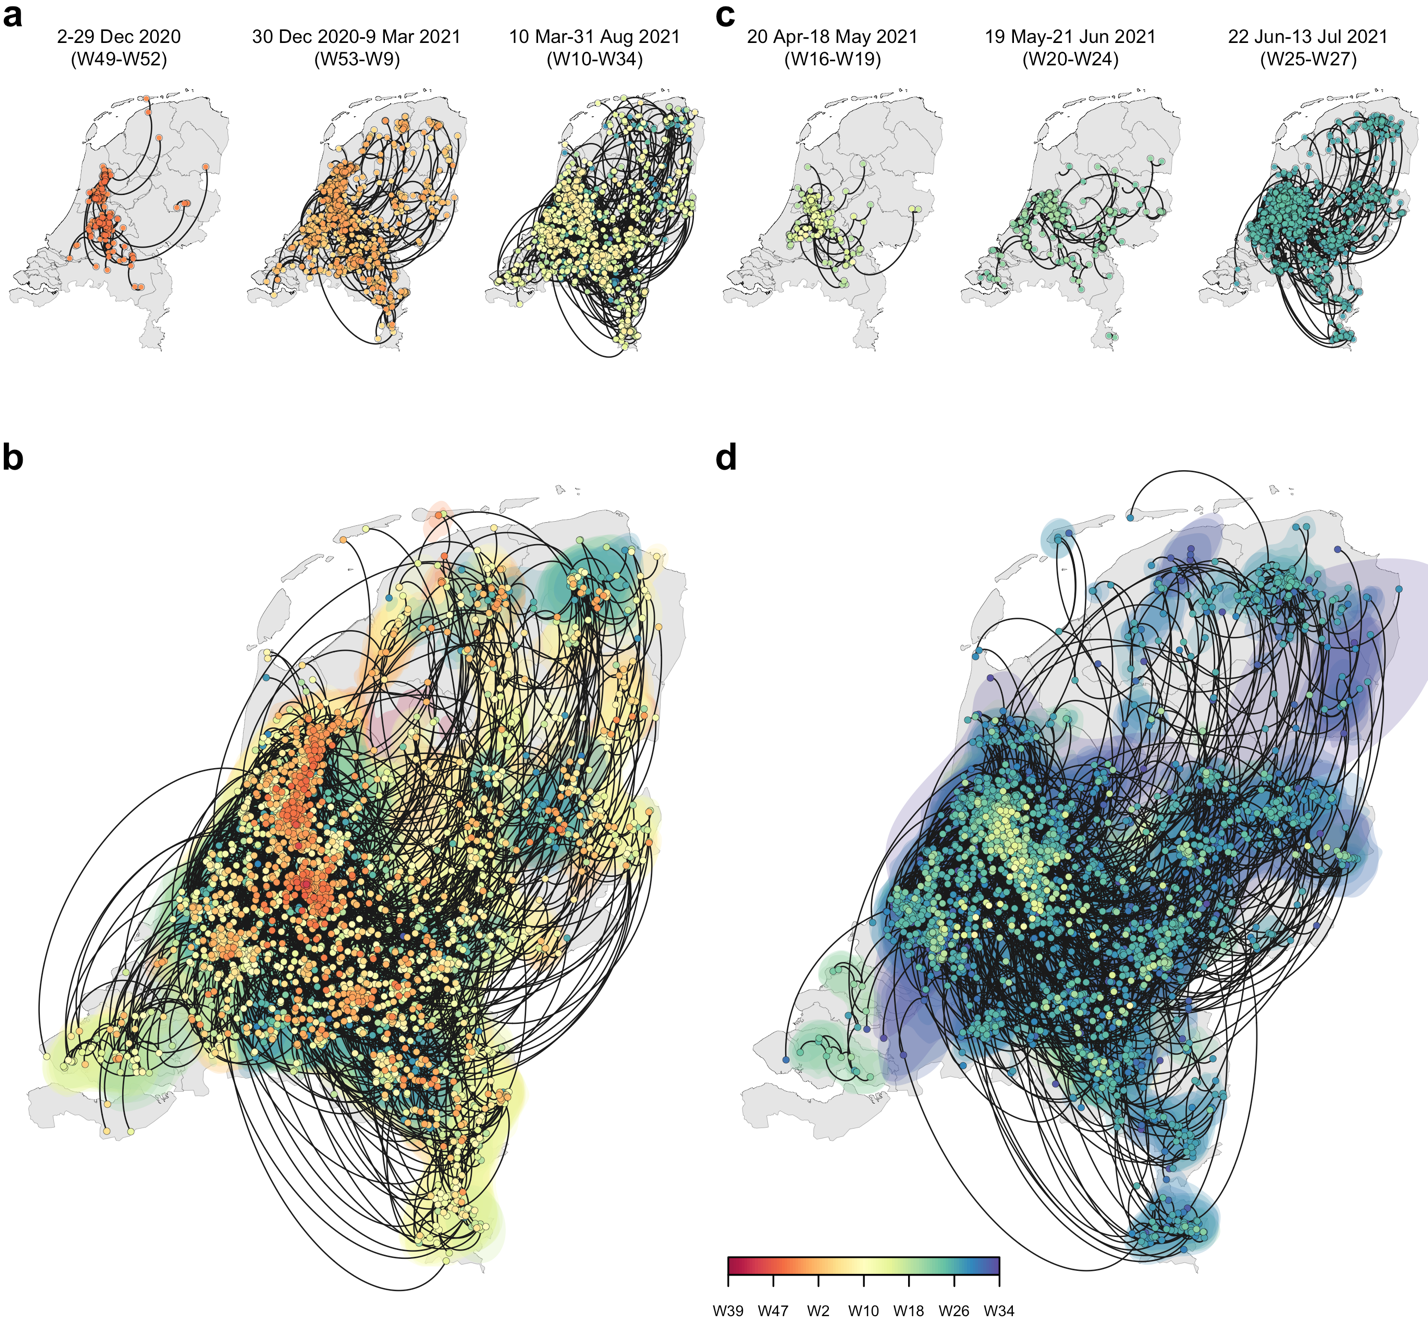 a
2-29 Dec 2020
(W49-W52)
30 Dec 2020-9 Mar 2021
(W53-W9)
10 Mar-31 Aug 2021
(W10-W34)
c
20 Apr-18 May 2021
(W16-W19)
19 May-21 Jun 2021
(W20-W24)
22 Jun-13 Jul 2021
(W25-W27)
b
d
W39 W47 W2 W10 W18 W26 W34